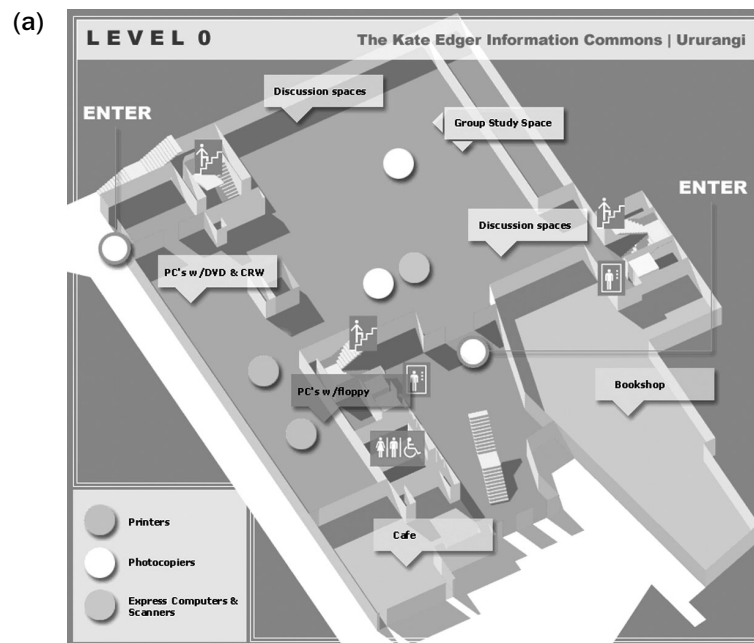 (a)
LEVEL 0
The Kate Edger Information Commons | Ururangi
Discussion spaces
ENTER
Group Study Space
ENTER
Discussion spaces
PC's w/DVD & CRW
PC's w/floppy
Bookshop
Cafe
Printers
Photocopiers
Express Computers &
Scanners